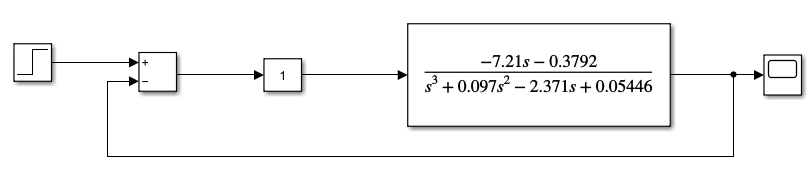 +
−
1
−7.21s − 0.3792
s³ + 0.097s² − 2.371s + 0.05446